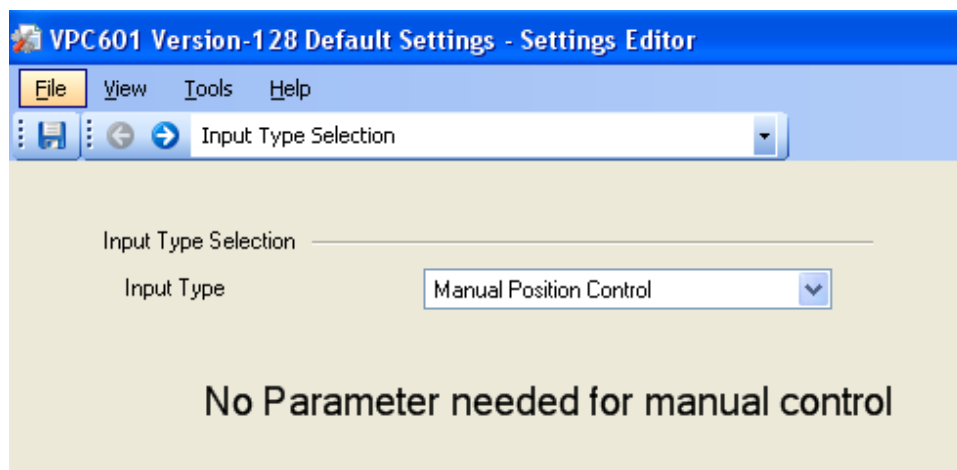 VPC601 Version-128 Default Settings - Settings Editor
File View Tools Help
Input Type Selection
Input Type Selection
Input Type Manual Position Control
No Parameter needed for manual control